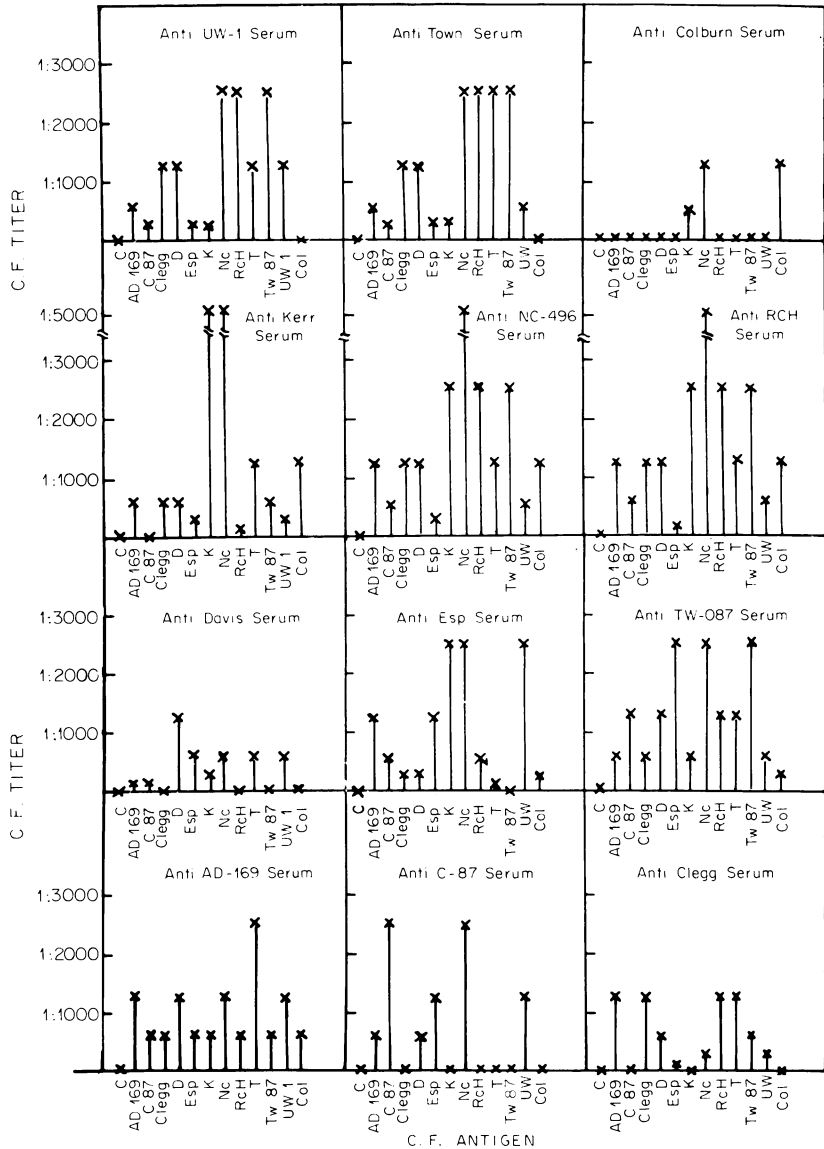 Anti UW-1 Serum
Anti Town Serum
Anti Colburn Serum
1:3000
1:2000
1:1000
C.F. TITER
C
AD 169
C 87
Clegg
D
Esp
K
Nc
RcH
T
Tw 87
UW 1
Col
C
AD 169
C 87
Clegg
D
Esp
K
Nc
RcH
T
Tw 87
UW
Col
C
AD 169
C 87
Clegg
D
Esp
K
Nc
RcH
T
Tw 87
UW
Col
Anti Kerr
Serum
Anti NC-496
Serum
Anti RCH
Serum
1:5000
1:3000
1:2000
1:1000
C
AD 169
C 87
Clegg
D
Esp
K
Nc
RcH
T
Tw 87
UW 1
Col
C
AD 169
C 87
Clegg
D
Esp
K
Nc
RcH
T
Tw 87
UW
Col
C
AD 169
C 87
Clegg
D
Esp
K
Nc
RcH
T
Tw 87
UW
Col
Anti Davis Serum
Anti Esp Serum
Anti TW-087 Serum
1:3000
1:2000
1:1000
C.F. TITER
C
AD 169
C 87
Clegg
D
Esp
K
Nc
RcH
T
Tw 87
UW 1
Col
C
AD 169
C 87
Clegg
D
Esp
K
Nc
RcH
T
Tw 87
UW
Col
C
AD 169
C 87
Clegg
D
Esp
K
Nc
RcH
T
Tw 87
UW
Col
Anti AD-169 Serum
Anti C-87 Serum
Anti Clegg Serum
1:3000
1:2000
1:1000
C
AD 169
C 87
Clegg
D
Esp
K
Nc
RcH
T
Tw 87
UW 1
Col
C
AD 169
C 87
Clegg
D
Esp
K
Nc
RcH
T
Tw 87
UW
Col
C
AD 169
C 87
Clegg
D
Esp
K
Nc
RcH
T
Tw 87
UW
Col
C.F. ANTIGEN